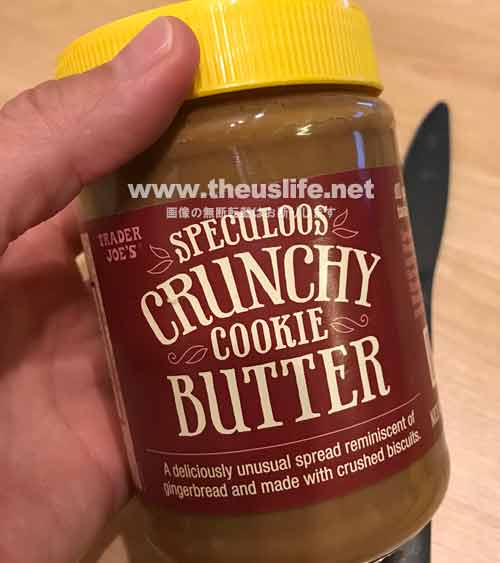 www.theuslife.net
画像の無断転載はお断りします
TRADER
JOE'S®
SPECULOOS
CRUNCHY
COOKIE
BUTTER
A deliciously unusual spread reminiscent of
gingerbread and made with crushed biscuits.